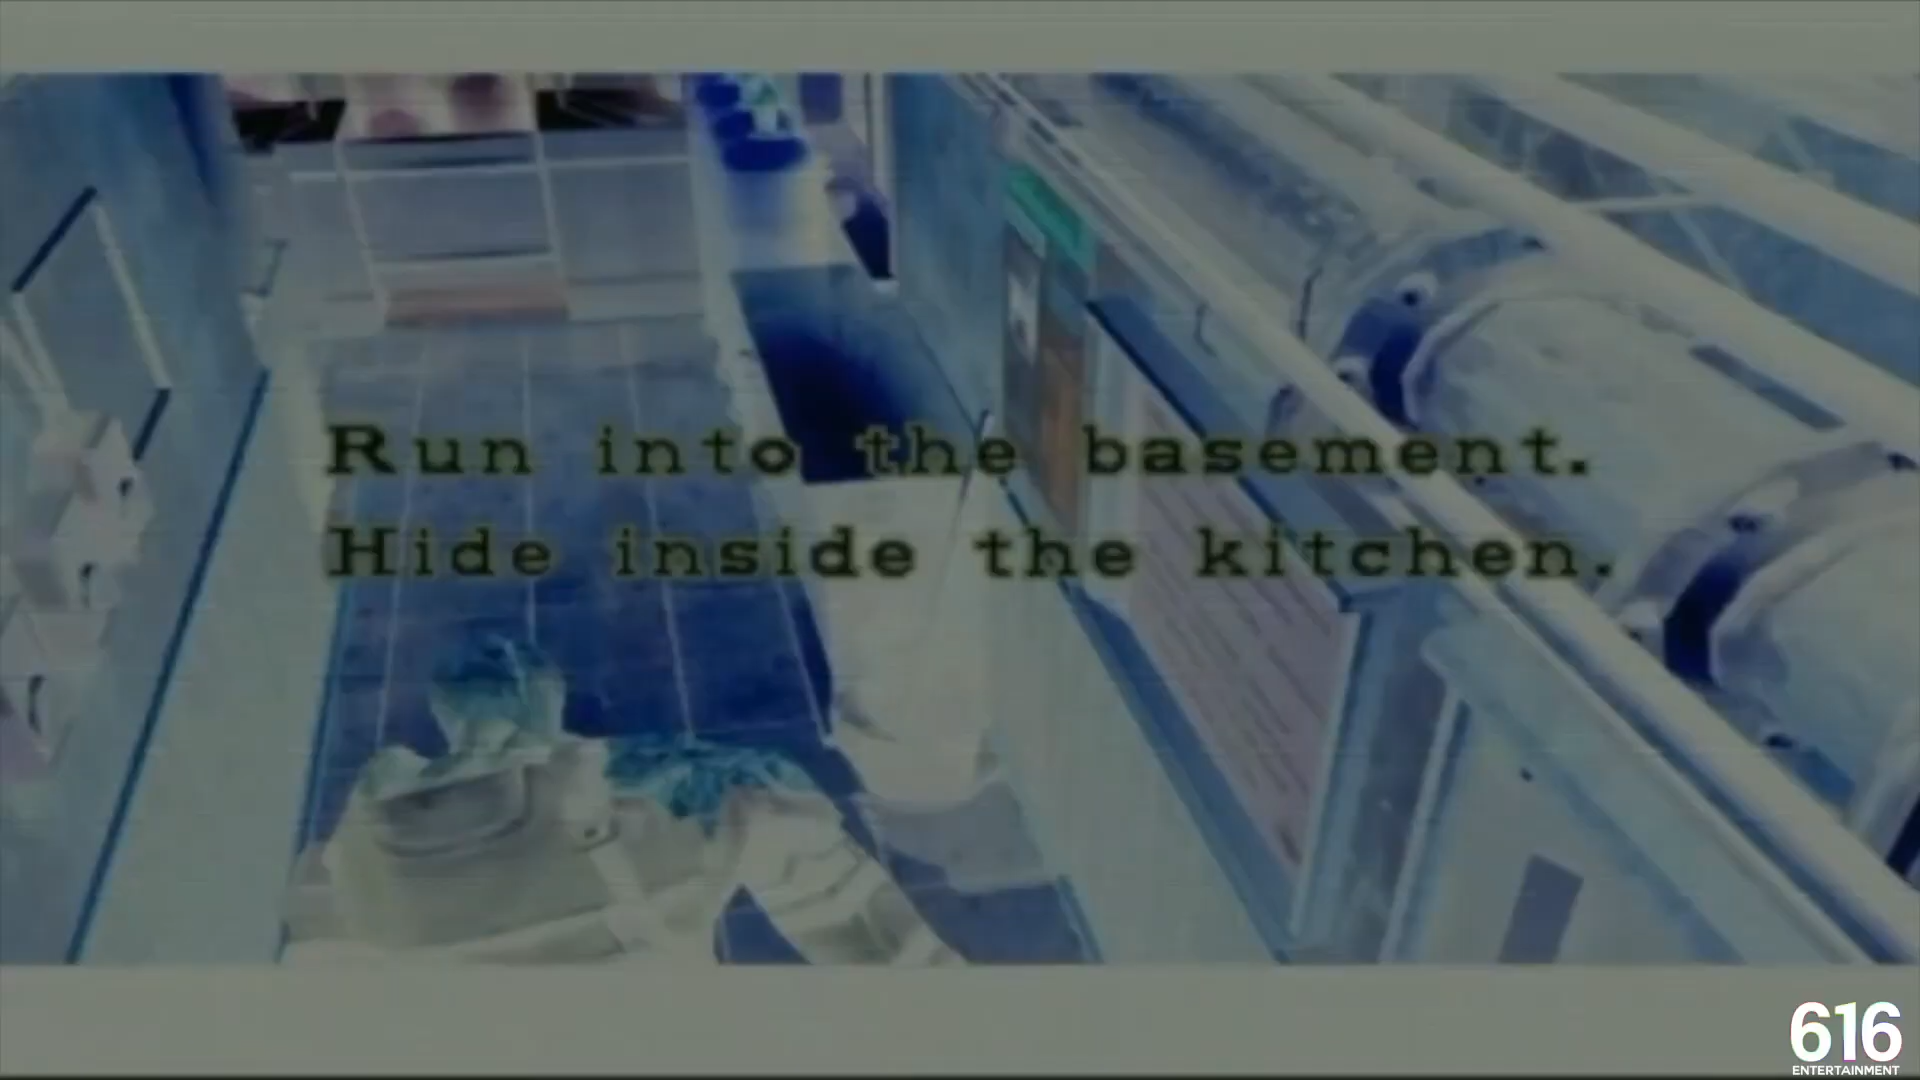 Run into the basement.
Hide inside the kitchen.
616
ENTERTAINMENT